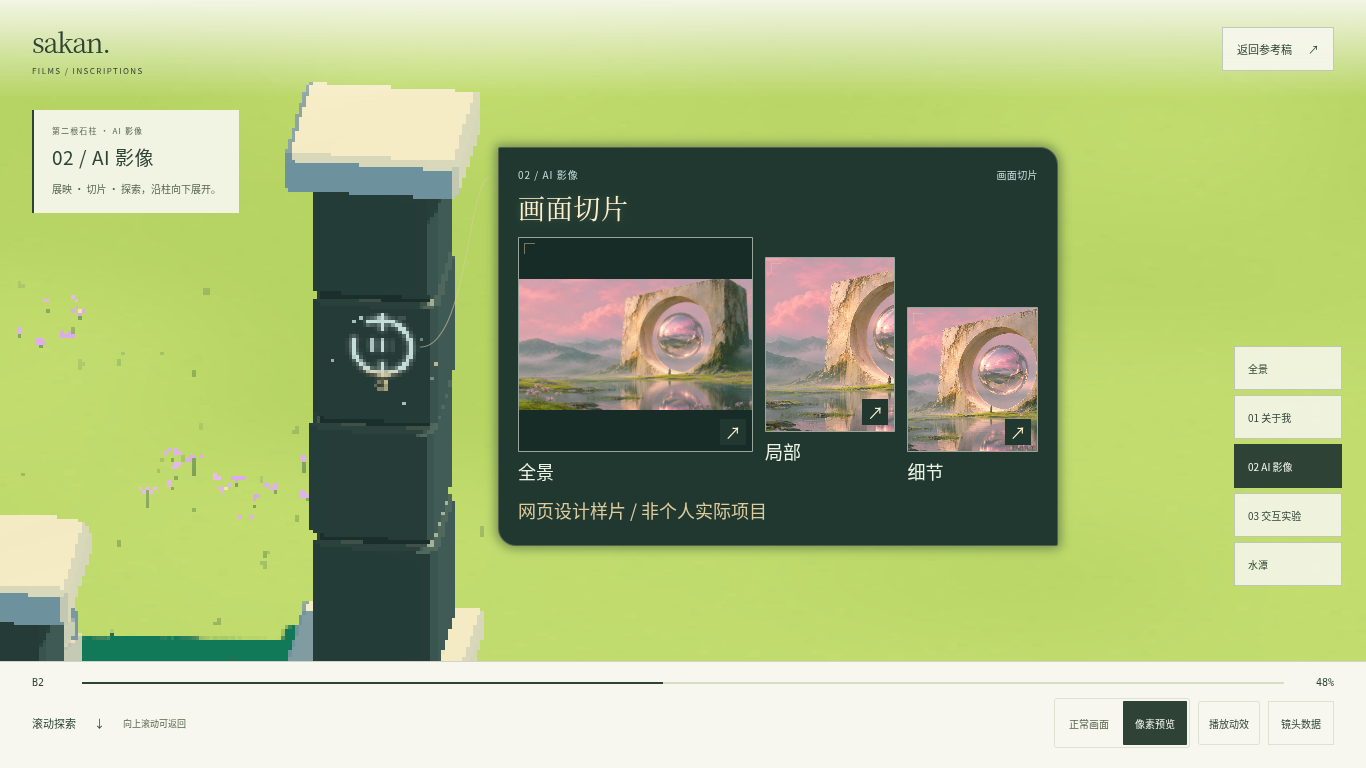 sakan.
FILMS / INSCRIPTIONS
返回参考稿 ↗
第二根石柱 · AI 影像
02 / AI 影像
展映 · 切片 · 探索，沿柱向下展开。
02 / AI 影像
画面切片
画面切片
全景
局部
细节
网页设计样片 / 非个人实际项目
全景
01 关于我
02 AI 影像
03 交互实验
水潭
B2
48%
滚动探索 ↓ 向上滚动可返回
正常画面
像素预览
播放动效
镜头数据